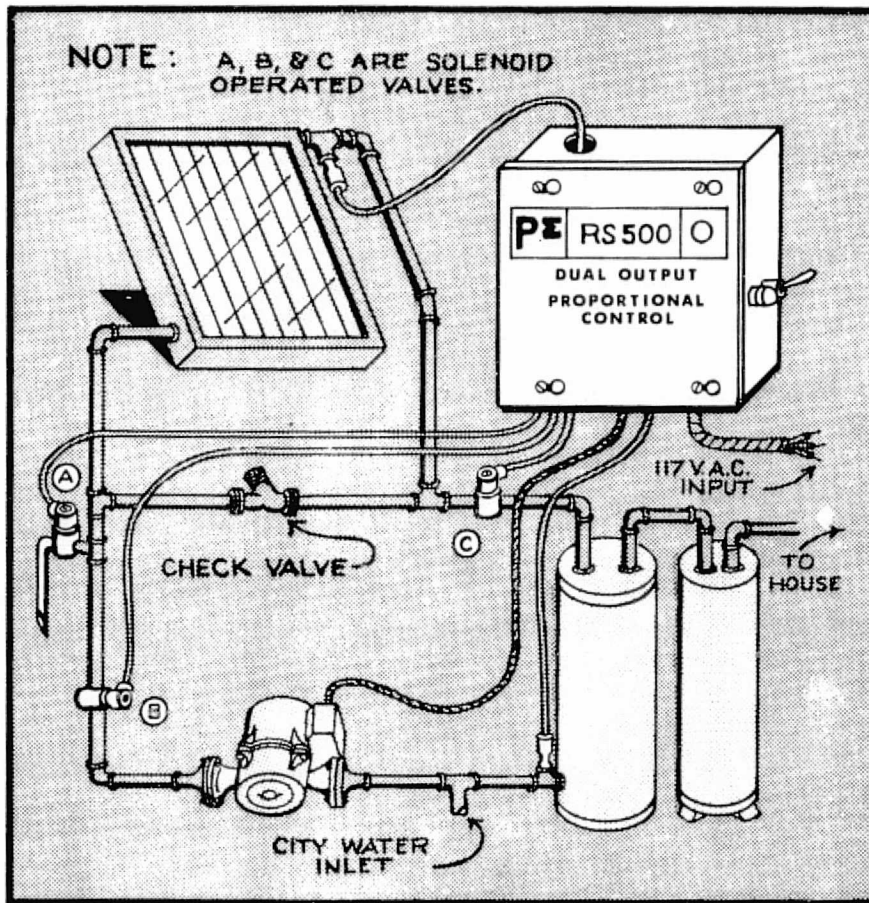 NOTE: A, B, & C ARE SOLENOID
OPERATED VALVES.
PΣ RS500
DUAL OUTPUT
PROPORTIONAL
CONTROL
117 V.A.C.
INPUT
A
CHECK VALVE
C
TO
HOUSE
B
CITY WATER
INLET